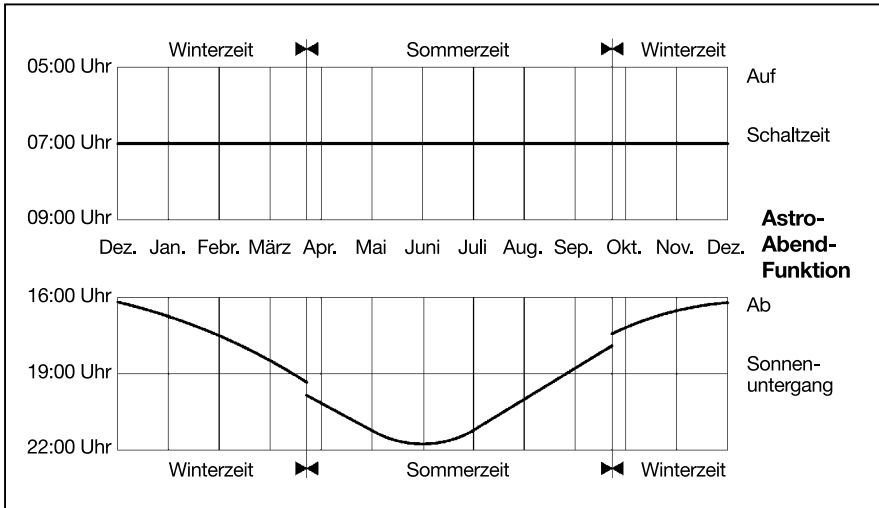 Winterzeit Sommerzeit Winterzeit
05:00 Uhr Auf
07:00 Uhr Schaltzeit
09:00 Uhr
Dez. Jan. Febr. März Apr. Mai Juni Juli Aug. Sep. Okt. Nov. Dez.
Astro-
Abend-
Funktion
16:00 Uhr Ab
19:00 Uhr Sonnen-
untergang
22:00 Uhr
Winterzeit Sommerzeit Winterzeit